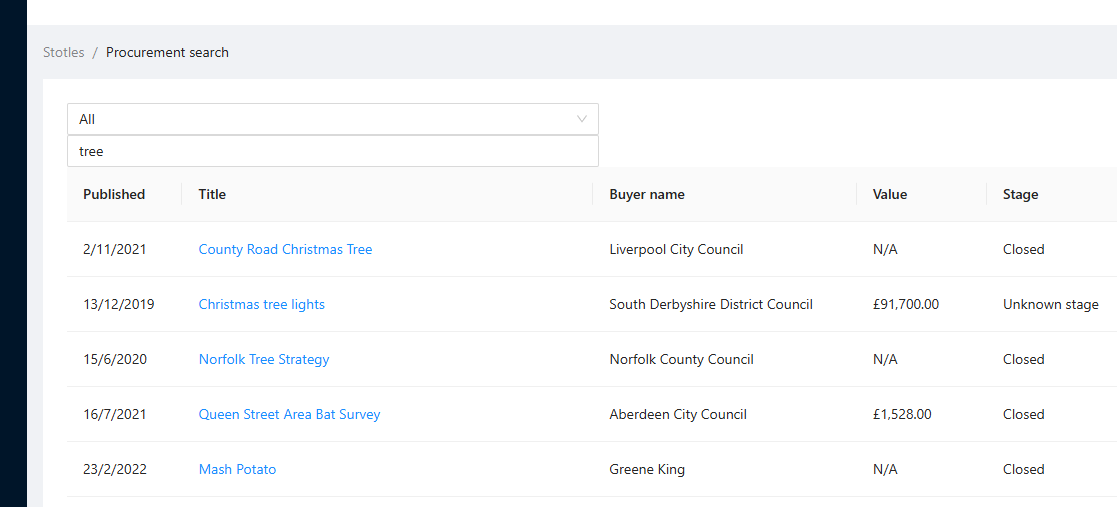 Stotles / Procurement search
All
tree
Published Title Buyer name Value Stage
2/11/2021 County Road Christmas Tree Liverpool City Council N/A Closed
13/12/2019 Christmas tree lights South Derbyshire District Council £91,700.00 Unknown stage
15/6/2020 Norfolk Tree Strategy Norfolk County Council N/A Closed
16/7/2021 Queen Street Area Bat Survey Aberdeen City Council £1,528.00 Closed
23/2/2022 Mash Potato Greene King N/A Closed